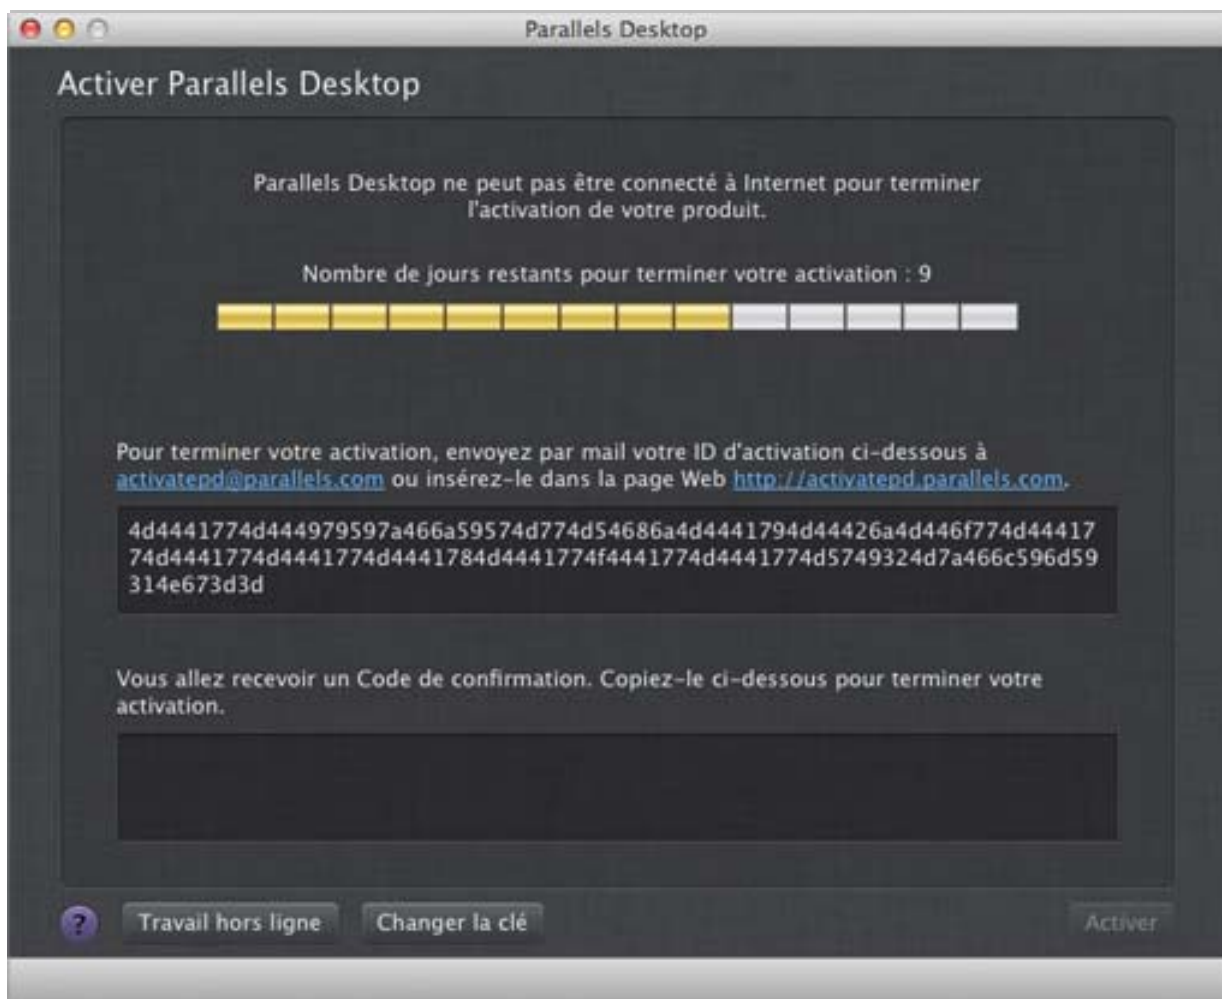 Parallels Desktop
Activer Parallels Desktop
Parallels Desktop ne peut pas être connecté à Internet pour terminer
l'activation de votre produit.
Nombre de jours restants pour terminer votre activation : 9
Pour terminer votre activation, envoyez par mail votre ID d'activation ci-dessous à
activatepd@parallels.com ou insérez-le dans la page Web http://activatepd.parallels.com.
4d4441774d444979597a466a59574d774d54686a4d4441794d44426a4d446f774d44417
74d4441774d4441774d4441784d4441774f4441774d4441774d5749324d7a466c596d59
314e673d3d
Vous allez recevoir un Code de confirmation. Copiez-le ci-dessous pour terminer votre
activation.
?
Travail hors ligne
Changer la clé
Activer